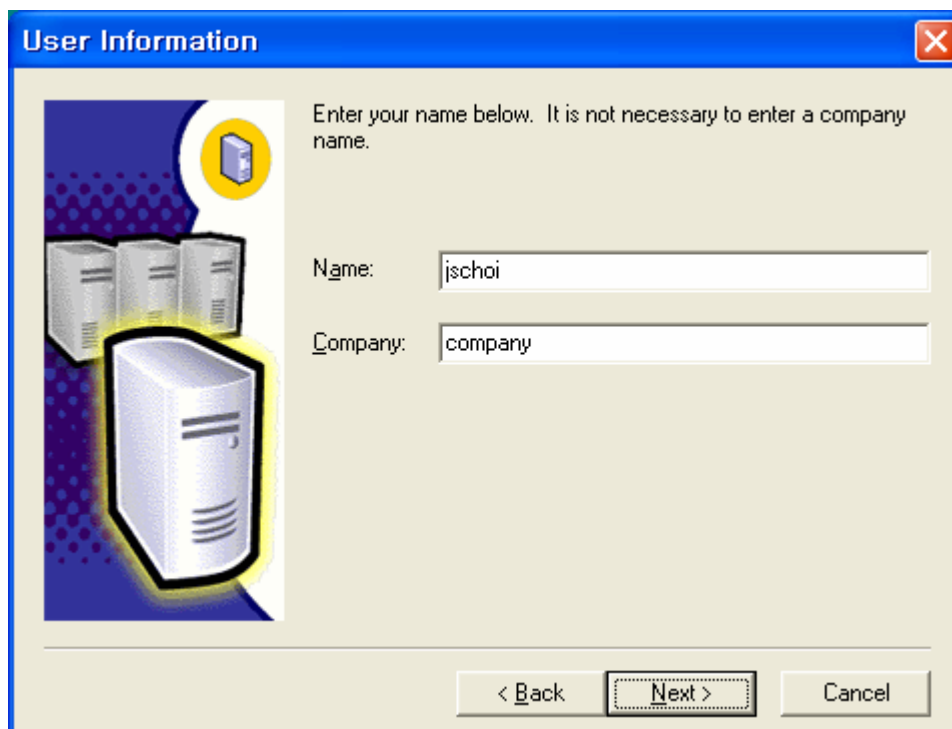 User Information
Enter your name below.  It is not necessary to enter a company
name.
Name:
jschoi
Company:
company
< Back
Next >
Cancel